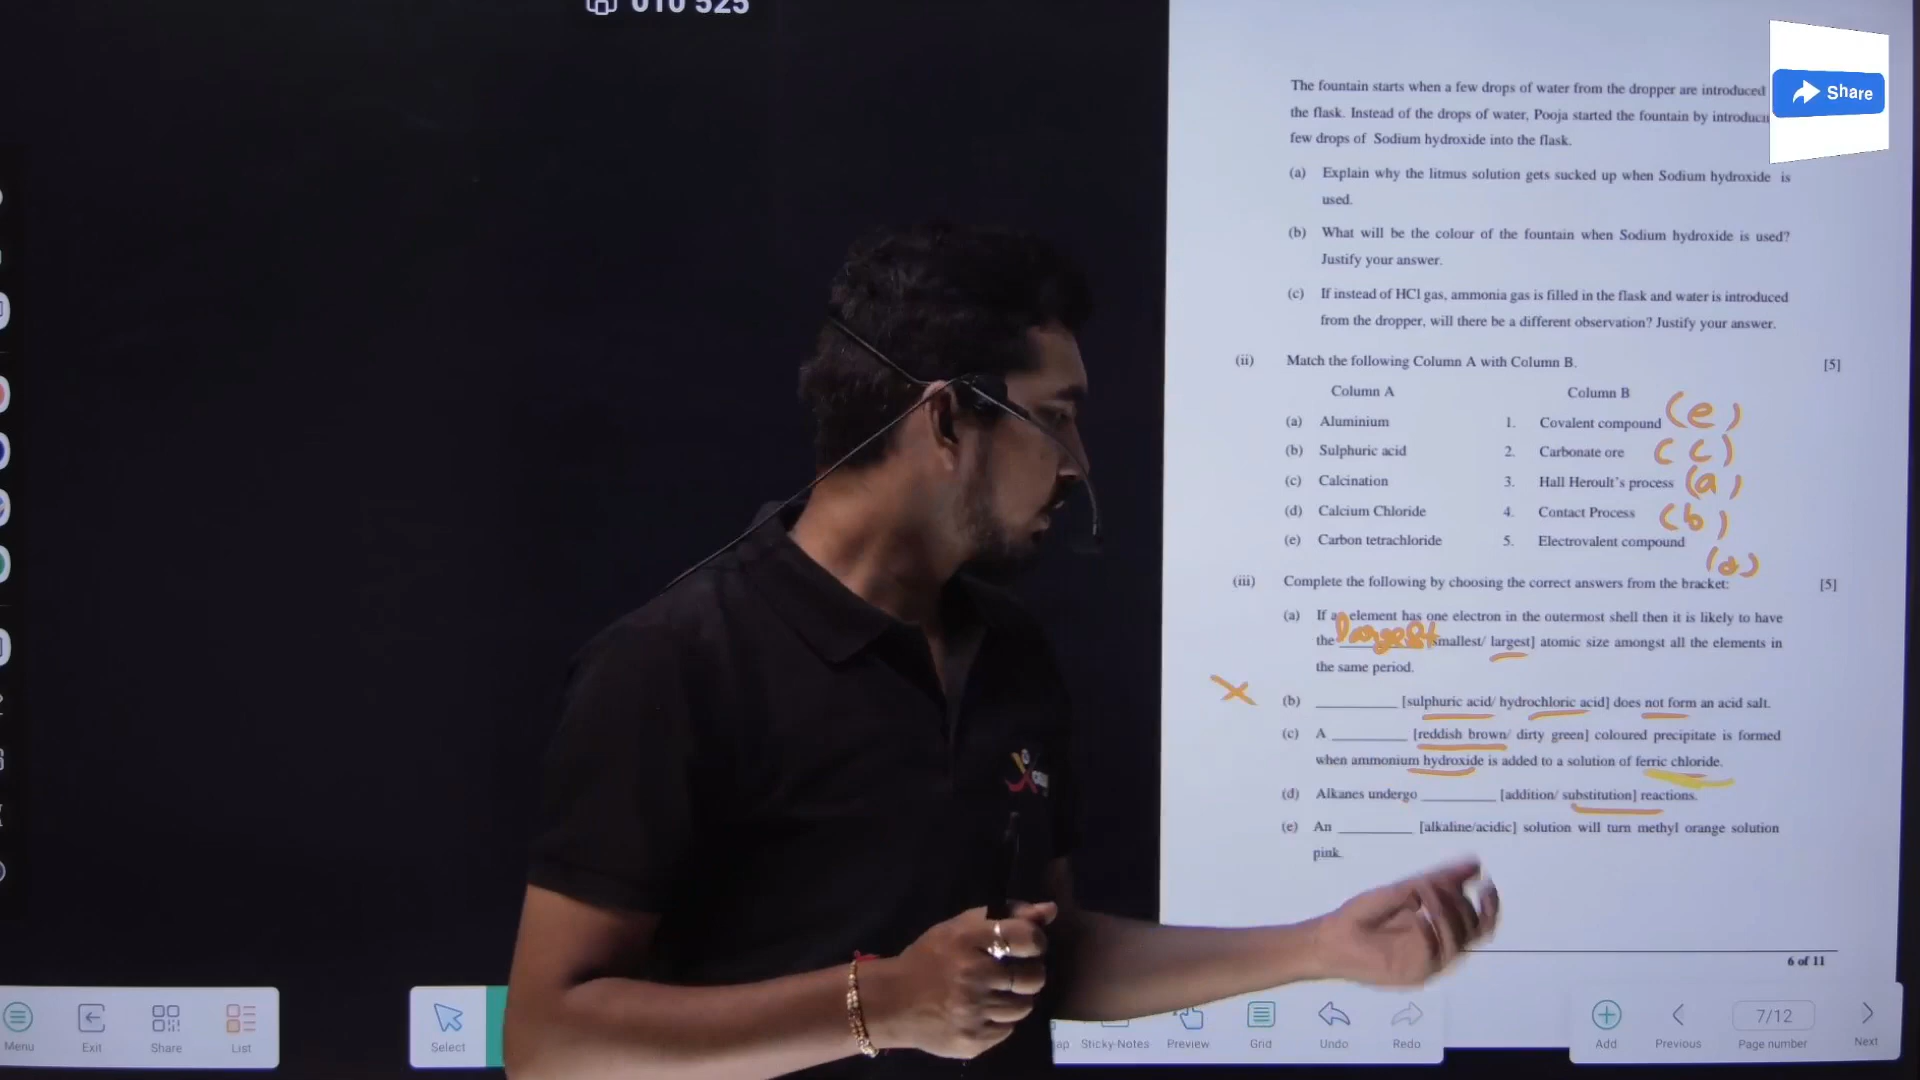 010 525
Share
The fountain starts when a few drops of water from the dropper are introduced
the flask. Instead of the drops of water, Pooja started the fountain by
few drops of Sodium hydroxide into the flask.
(a) Explain why the litmus solution gets sucked up when Sodium hydroxide is
used.
(b) What will be the colour of the fountain when Sodium hydroxide is used?
Justify your answer.
(c) If instead of HCl gas, ammonia gas is filled in the flask and water is introduced
from the dropper, will there be a different observation? Justify your answer.
(ii) Match the following Column A with Column B. [5]
Column A Column B
(a) Aluminium 1. Covalent compound (e)
(b) Sulphuric acid 2. Carbonate ore (c)
(c) Calcination 3. Hall Heroult's process (a)
(d) Calcium Chloride 4. Contact Process (b)
(e) Carbon tetrachloride 5. Electrovalent compound
(d)
(iii) Complete the following by choosing the correct answers from the bracket: [5]
(a) If a element has one electron in the outermost shell then it is likely to have
the largest smallest/ largest] atomic size amongst all the elements in
the same period.
X (b) ________ [sulphuric acid/ hydrochloric acid] does not form an acid salt.
(c) A ________ [reddish brown/ dirty green] coloured precipitate is formed
when ammonium hydroxide is added to a solution of ferric chloride.
(d) Alkanes undergo ________ [addition/ substitution] reactions.
(e) An ________ [alkaline/acidic] solution will turn methyl orange solution
pink.
6 of 11
Menu Exit Share List Select Sticky-Notes Preview Grid Undo Redo Add Previous 7/12 Page number Next